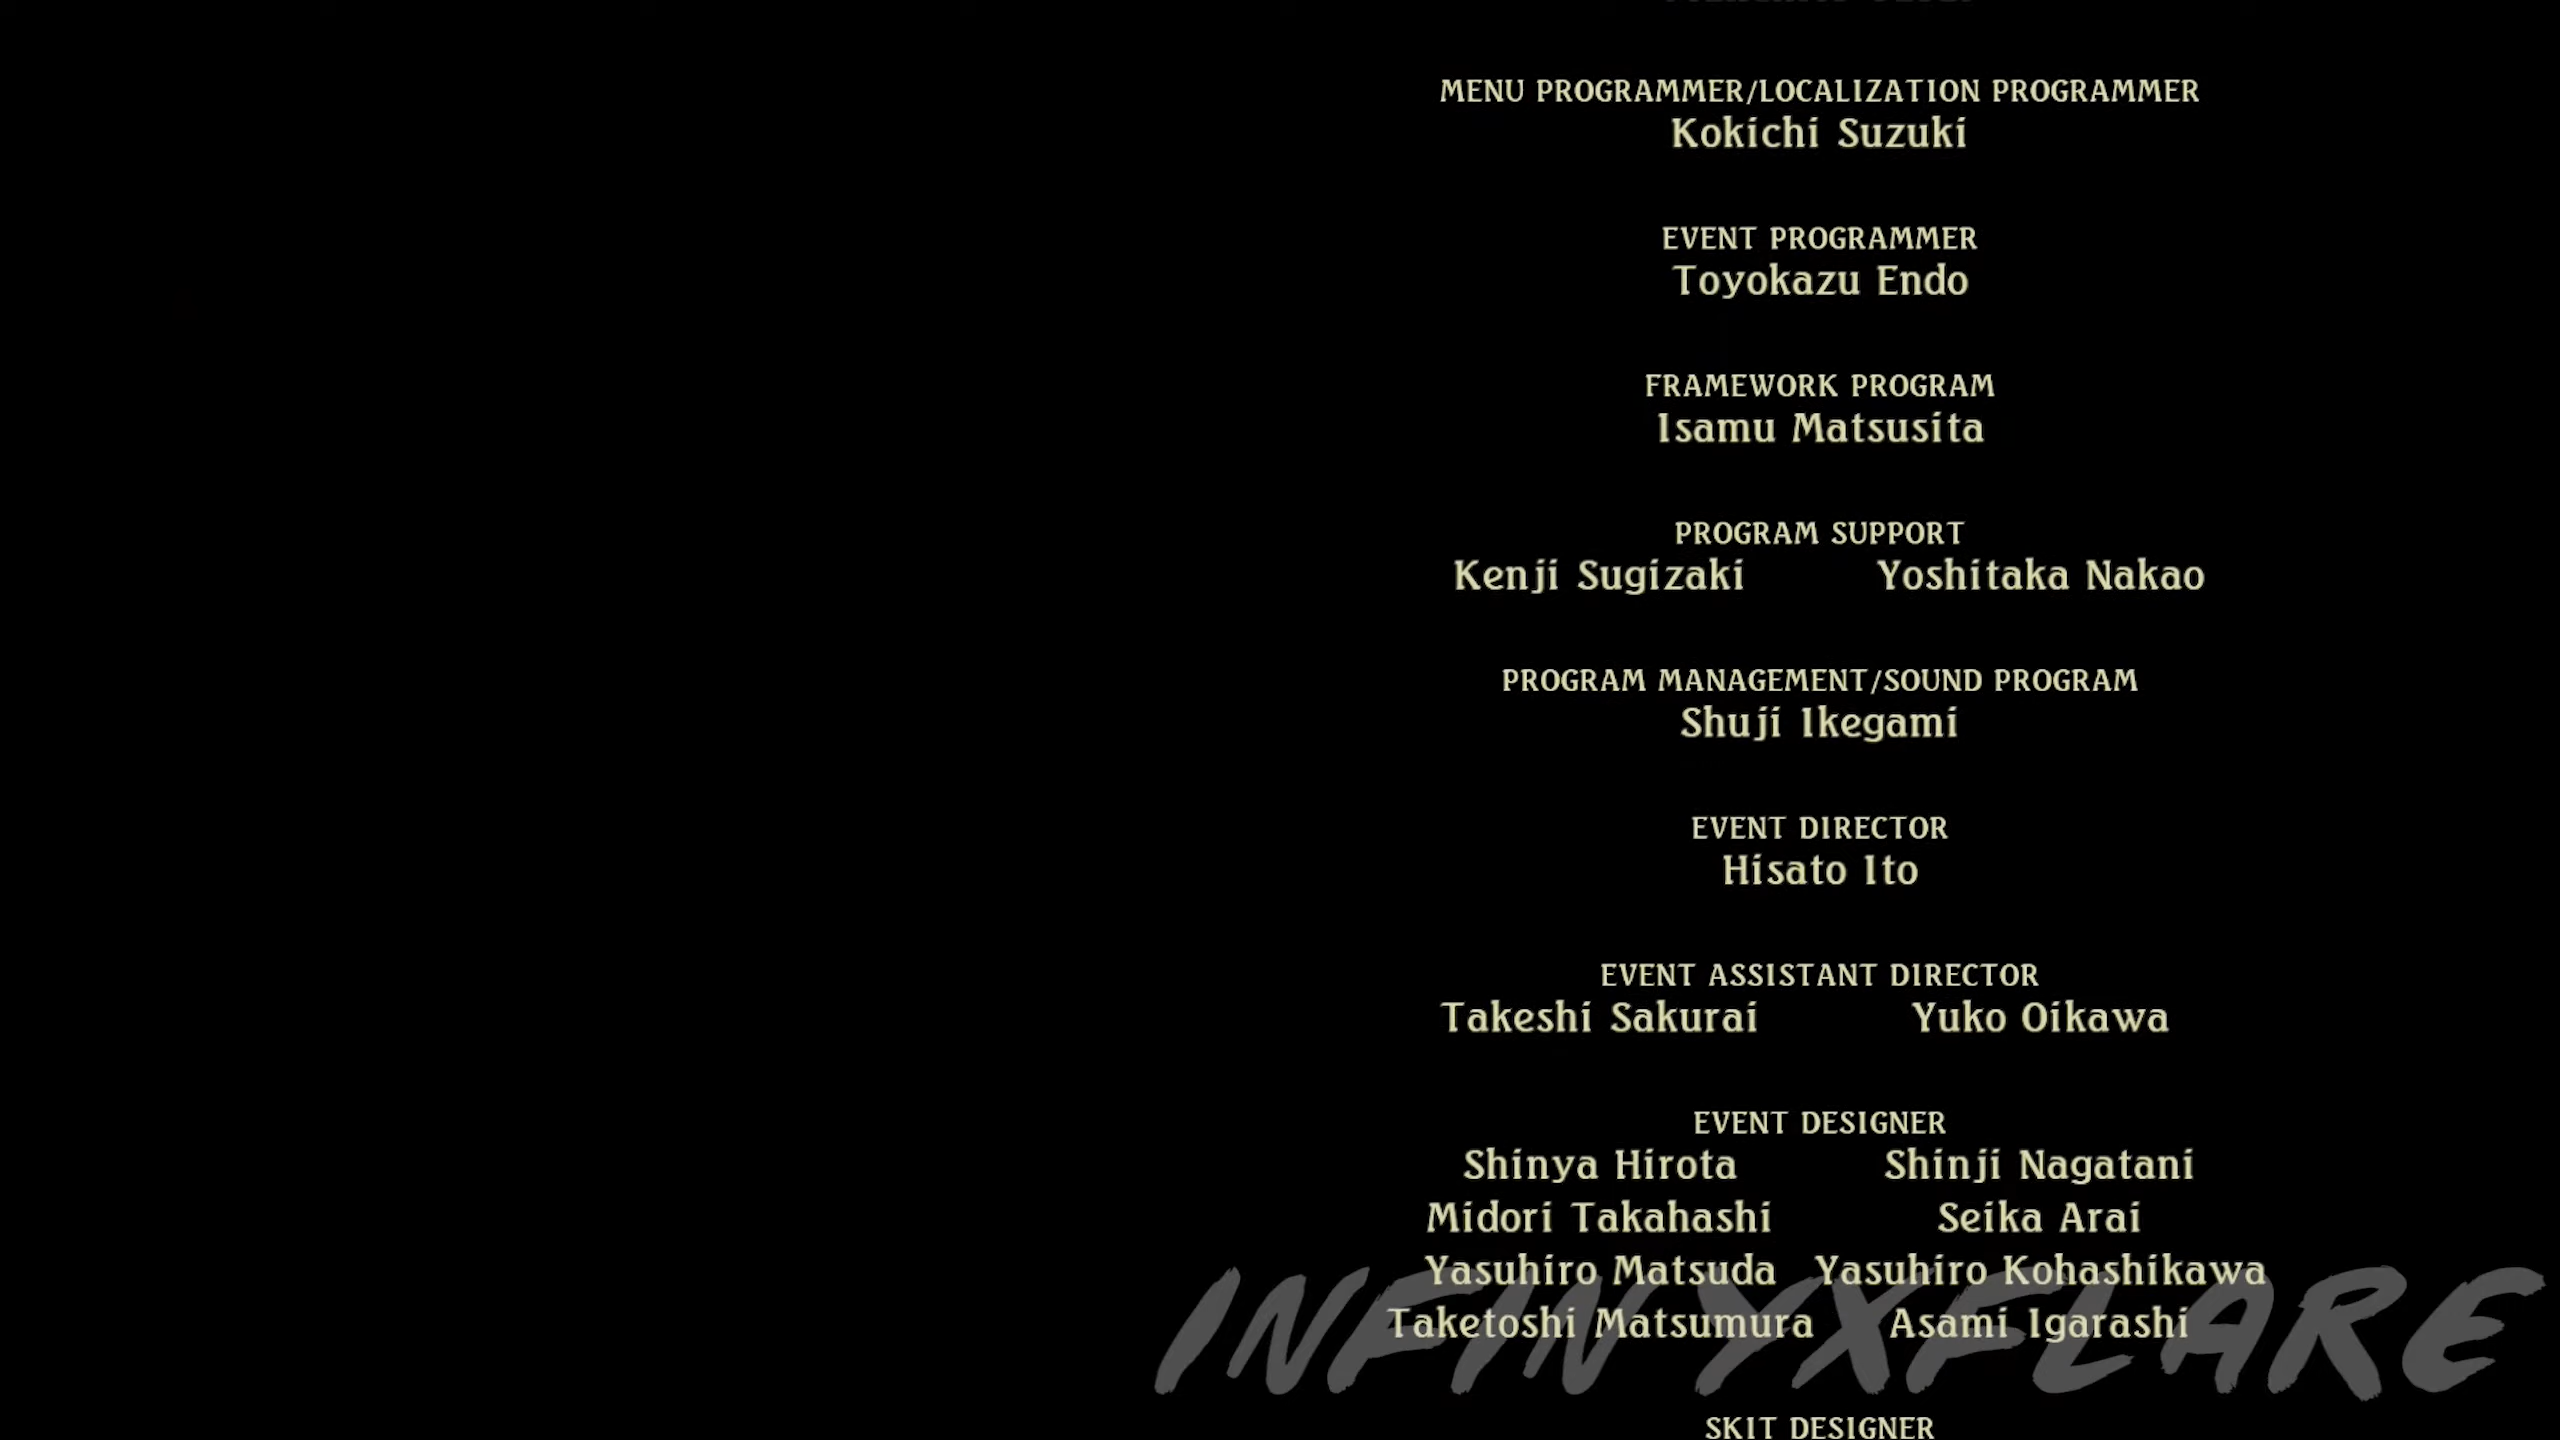 MENU PROGRAMMER/LOCALIZATION PROGRAMMER
Kokichi Suzuki
EVENT PROGRAMMER
Toyokazu Endo
FRAMEWORK PROGRAM
Isamu Matsusita
PROGRAM SUPPORT
Kenji Sugizaki Yoshitaka Nakao
PROGRAM MANAGEMENT/SOUND PROGRAM
Shuji Ikegami
EVENT DIRECTOR
Hisato Ito
EVENT ASSISTANT DIRECTOR
Takeshi Sakurai Yuko Oikawa
EVENT DESIGNER
Shinya Hirota Shinji Nagatani
Midori Takahashi Seika Arai
Yasuhiro Matsuda Yasuhiro Kohashikawa
Taketoshi Matsumura Asami Igarashi
INFINYXFLARE
SKIT DESIGNER